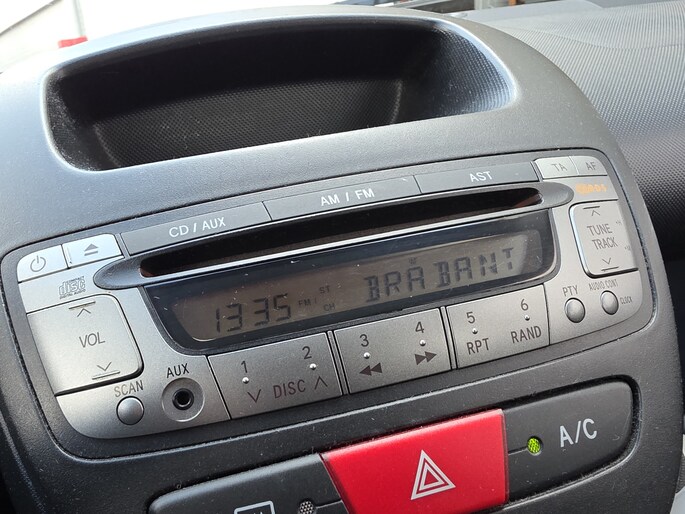 CD / AUX
AM / FM
AST
TA
AF
disc
VOL
1335
FM
ST
CH
BRABANT
TUNE
TRACK
SCAN
AUX
1
2
DISC
3
4
5
RPT
6
RAND
PTY
AUDIO CONT
CLOCK
A/C